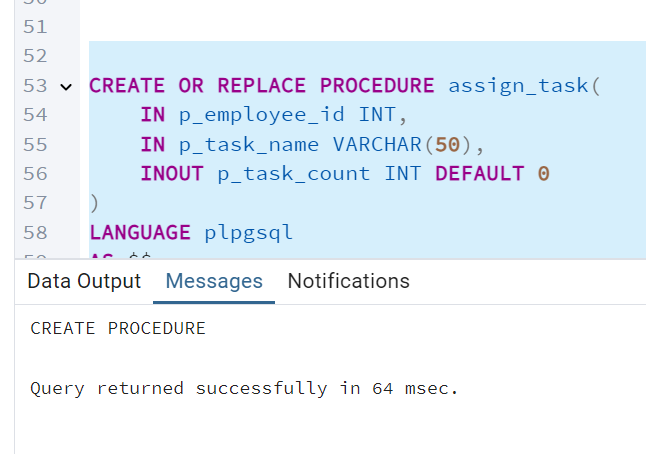 51
52
53 CREATE OR REPLACE PROCEDURE assign_task(
54 IN p_employee_id INT,
55 IN p_task_name VARCHAR(50),
56 INOUT p_task_count INT DEFAULT 0
57 )
58 LANGUAGE plpgsql
Data Output Messages Notifications
CREATE PROCEDURE
Query returned successfully in 64 msec.